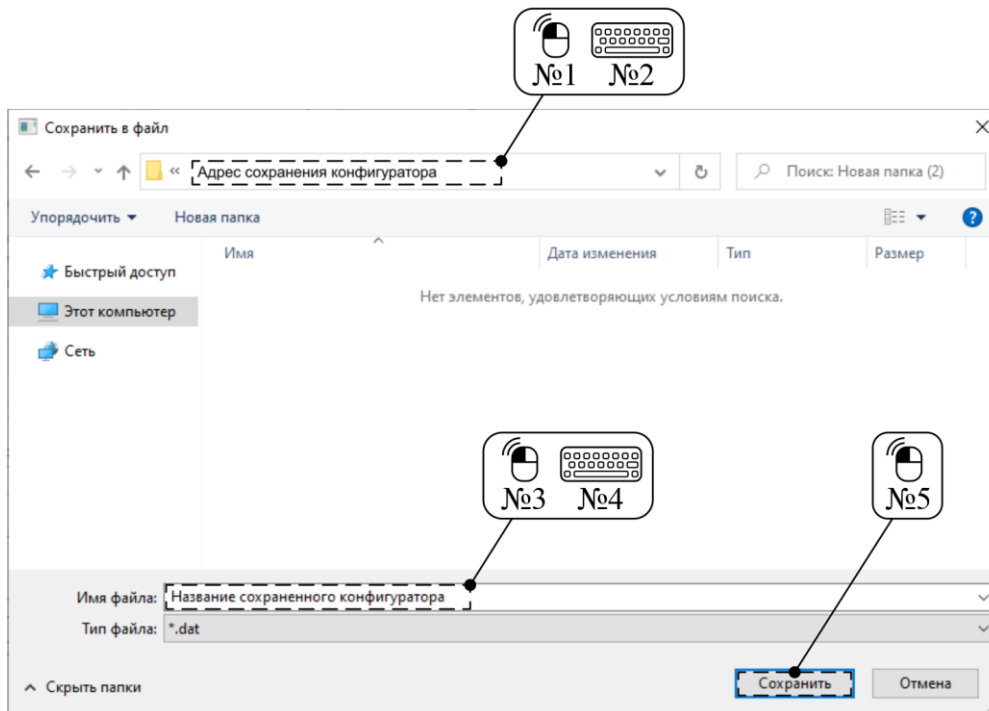 №1 №2
Сохранить в файл
« Адрес сохранения конфигуратора Поиск: Новая папка (2)
Упорядочить Новая папка ?
Имя Дата изменения Тип Размер
Быстрый доступ
Нет элементов, удовлетворяющих условиям поиска.
Этот компьютер
Сеть
№3 №4 №5
Имя файла: Название сохраненного конфигуратора
Тип файла: *.dat
Скрыть папки Сохранить Отмена